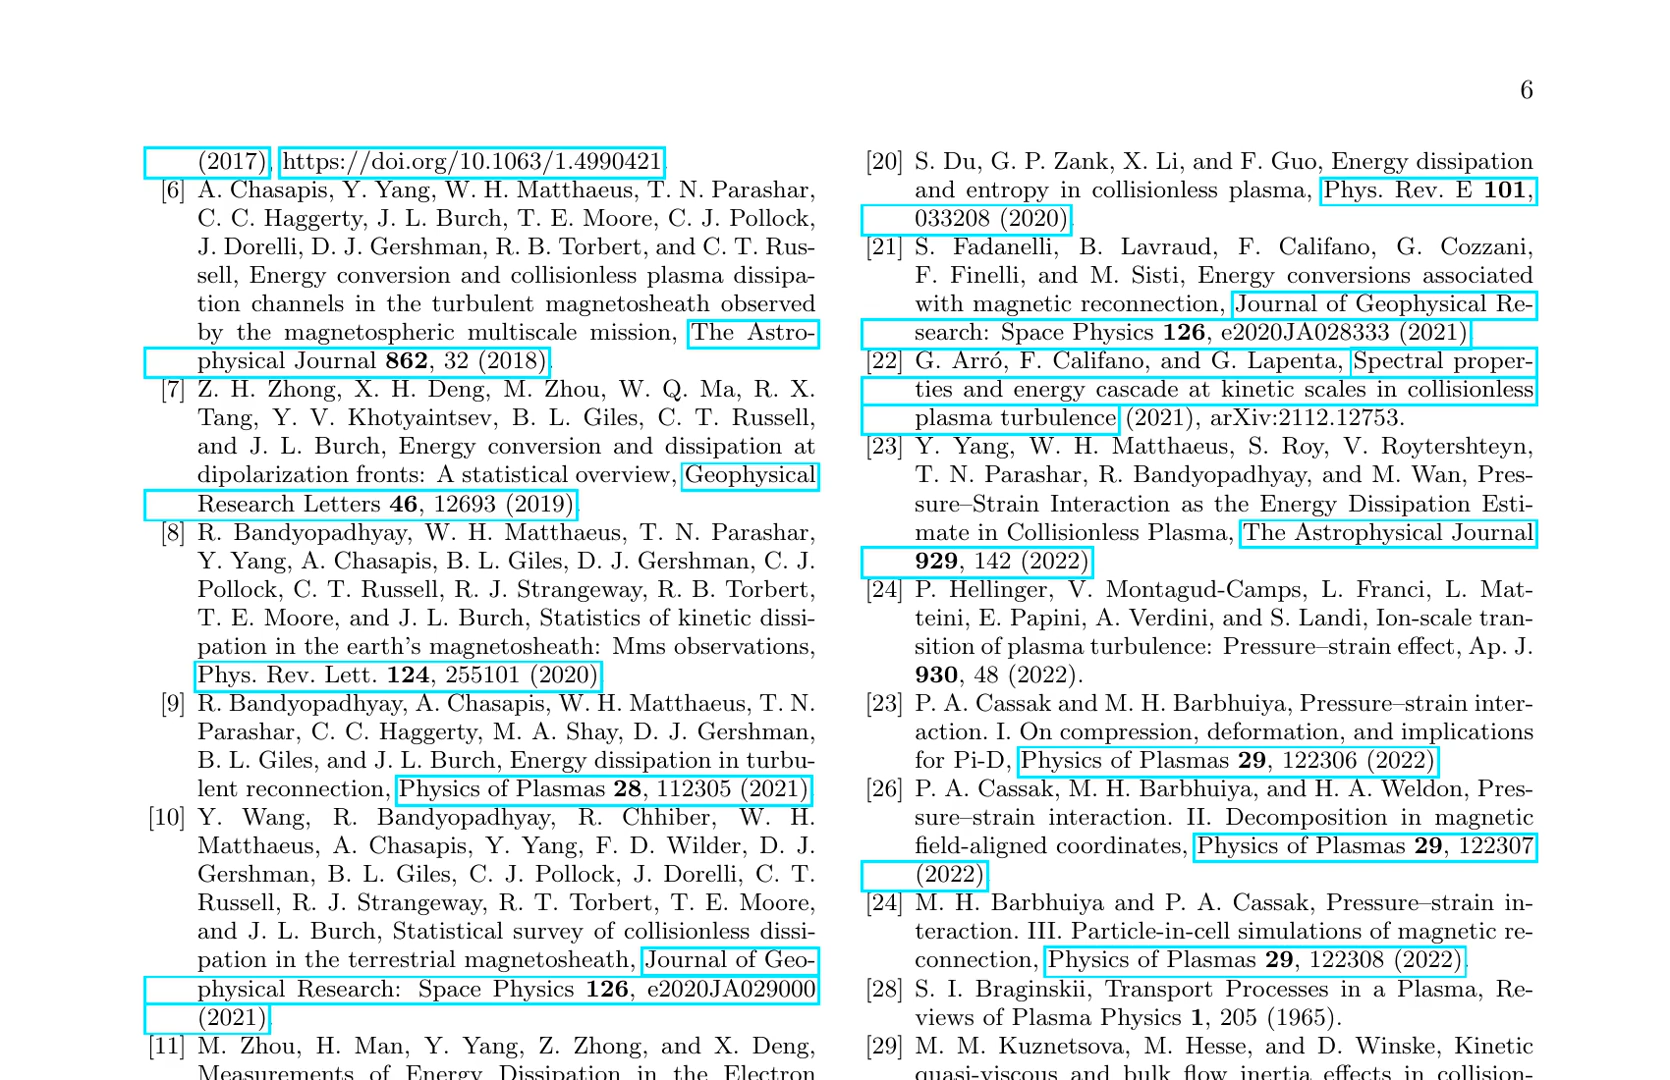 6
(2017), https://doi.org/10.1063/1.4990421.
[6] A. Chasapis, Y. Yang, W. H. Matthaeus, T. N. Parashar,
C. C. Haggerty, J. L. Burch, T. E. Moore, C. J. Pollock,
J. Dorelli, D. J. Gershman, R. B. Torbert, and C. T. Rus-
sell, Energy conversion and collisionless plasma dissipa-
tion channels in the turbulent magnetosheath observed
by the magnetospheric multiscale mission, The Astro-
physical Journal 862, 32 (2018).
[7] Z. H. Zhong, X. H. Deng, M. Zhou, W. Q. Ma, R. X.
Tang, Y. V. Khotyaintsev, B. L. Giles, C. T. Russell,
and J. L. Burch, Energy conversion and dissipation at
dipolarization fronts: A statistical overview, Geophysical
Research Letters 46, 12693 (2019).
[8] R. Bandyopadhyay, W. H. Matthaeus, T. N. Parashar,
Y. Yang, A. Chasapis, B. L. Giles, D. J. Gershman, C. J.
Pollock, C. T. Russell, R. J. Strangeway, R. B. Torbert,
T. E. Moore, and J. L. Burch, Statistics of kinetic dissi-
pation in the earth's magnetosheath: Mms observations,
Phys. Rev. Lett. 124, 255101 (2020).
[9] R. Bandyopadhyay, A. Chasapis, W. H. Matthaeus, T. N.
Parashar, C. C. Haggerty, M. A. Shay, D. J. Gershman,
B. L. Giles, and J. L. Burch, Energy dissipation in turbu-
lent reconnection, Physics of Plasmas 28, 112305 (2021).
[10] Y. Wang, R. Bandyopadhyay, R. Chhiber, W. H.
Matthaeus, A. Chasapis, Y. Yang, F. D. Wilder, D. J.
Gershman, B. L. Giles, C. J. Pollock, J. Dorelli, C. T.
Russell, R. J. Strangeway, R. T. Torbert, T. E. Moore,
and J. L. Burch, Statistical survey of collisionless dissi-
pation in the terrestrial magnetosheath, Journal of Geo-
physical Research: Space Physics 126, e2020JA029000
(2021).
[11] M. Zhou, H. Man, Y. Yang, Z. Zhong, and X. Deng,
Measurements of Energy Dissipation in the Electron
[20] S. Du, G. P. Zank, X. Li, and F. Guo, Energy dissipation
and entropy in collisionless plasma, Phys. Rev. E 101,
033208 (2020).
[21] S. Fadanelli, B. Lavraud, F. Califano, G. Cozzani,
F. Finelli, and M. Sisti, Energy conversions associated
with magnetic reconnection, Journal of Geophysical Re-
search: Space Physics 126, e2020JA028333 (2021).
[22] G. Arró, F. Califano, and G. Lapenta, Spectral proper-
ties and energy cascade at kinetic scales in collisionless
plasma turbulence (2021), arXiv:2112.12753.
[23] Y. Yang, W. H. Matthaeus, S. Roy, V. Roytershteyn,
T. N. Parashar, R. Bandyopadhyay, and M. Wan, Pres-
sure–Strain Interaction as the Energy Dissipation Esti-
mate in Collisionless Plasma, The Astrophysical Journal
929, 142 (2022).
[24] P. Hellinger, V. Montagud-Camps, L. Franci, L. Mat-
teini, E. Papini, A. Verdini, and S. Landi, Ion-scale tran-
sition of plasma turbulence: Pressure–strain effect, Ap. J.
930, 48 (2022).
[23] P. A. Cassak and M. H. Barbhuiya, Pressure–strain inter-
action. I. On compression, deformation, and implications
for Pi-D, Physics of Plasmas 29, 122306 (2022).
[26] P. A. Cassak, M. H. Barbhuiya, and H. A. Weldon, Pres-
sure–strain interaction. II. Decomposition in magnetic
field-aligned coordinates, Physics of Plasmas 29, 122307
(2022).
[24] M. H. Barbhuiya and P. A. Cassak, Pressure–strain in-
teraction. III. Particle-in-cell simulations of magnetic re-
connection, Physics of Plasmas 29, 122308 (2022).
[28] S. I. Braginskii, Transport Processes in a Plasma, Re-
views of Plasma Physics 1, 205 (1965).
[29] M. M. Kuznetsova, M. Hesse, and D. Winske, Kinetic
quasi-viscous and bulk flow inertia effects in collision-